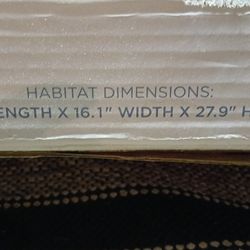 HABITAT DIMENSIONS:
ENGTH X 16.1" WIDTH X 27.9" H